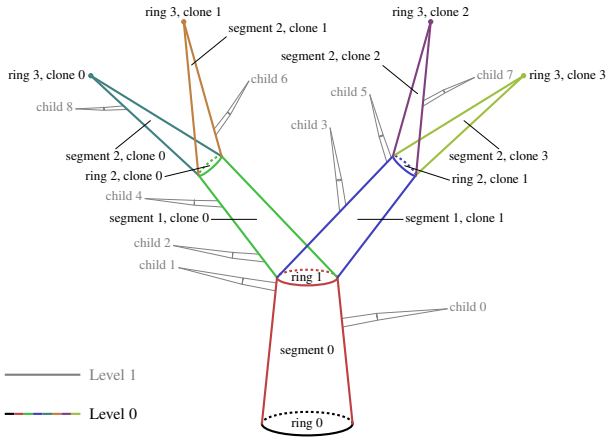 ring 3, clone 1
ring 3, clone 2
segment 2, clone 1
segment 2, clone 2
ring 3, clone 0
child 6
child 7
ring 3, clone 3
child 5
child 8
child 3
segment 2, clone 0
segment 2, clone 3
ring 2, clone 0
ring 2, clone 1
child 4
segment 1, clone 0
segment 1, clone 1
child 2
child 1
ring 1
child 0
segment 0
Level 1
Level 0
ring 0